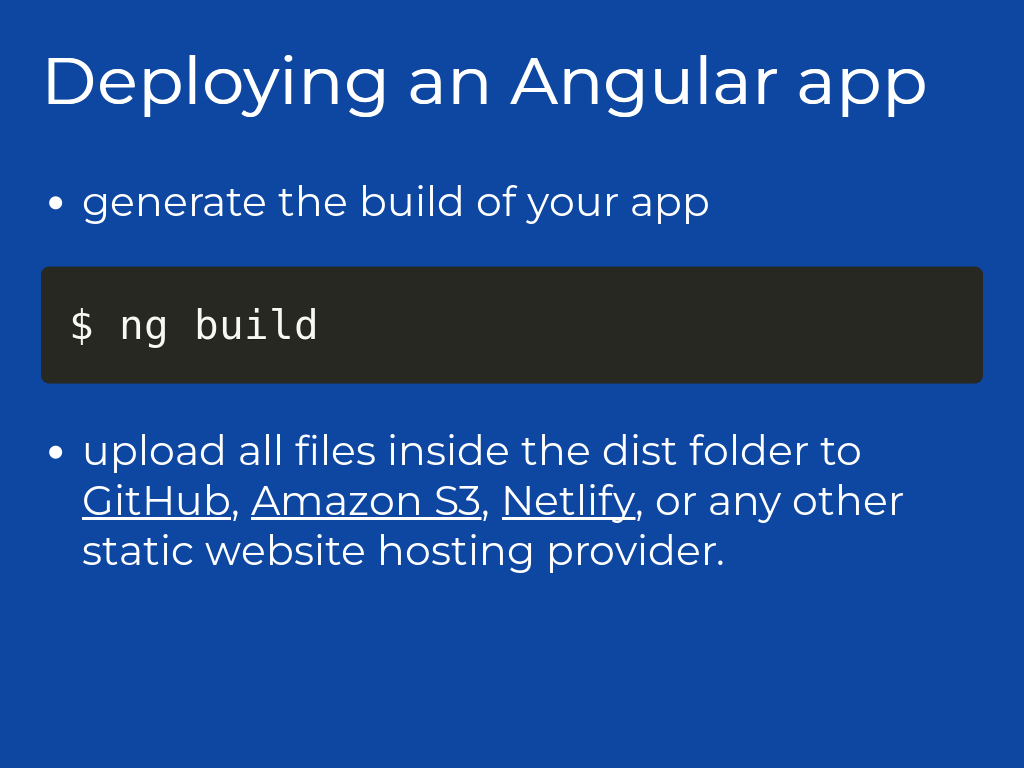 Deploying an Angular app
• generate the build of your app
$ ng build
• upload all files inside the dist folder to
GitHub, Amazon S3, Netlify, or any other
static website hosting provider.